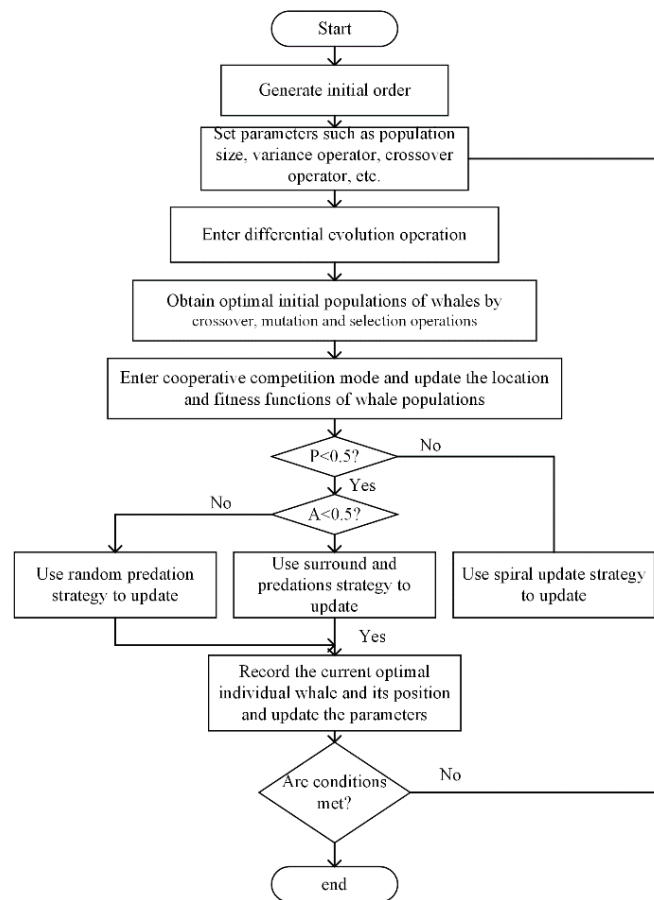 Start
Generate initial order
Set parameters such as population
size, variance operator, crossover
operator, etc.
Enter differential evolution operation
Obtain optimal initial populations of whales by
crossover, mutation and selection operations
Enter cooperative competition mode and update the location
and fitness functions of whale populations
P<0.5?
No
Yes
No
A<0.5?
Use random predation
strategy to update
Use surround and
predations strategy to
update
Use spiral update strategy
to update
Yes
Record the current optimal
individual whale and its position
and update the parameters
Are conditions
met?
No
end